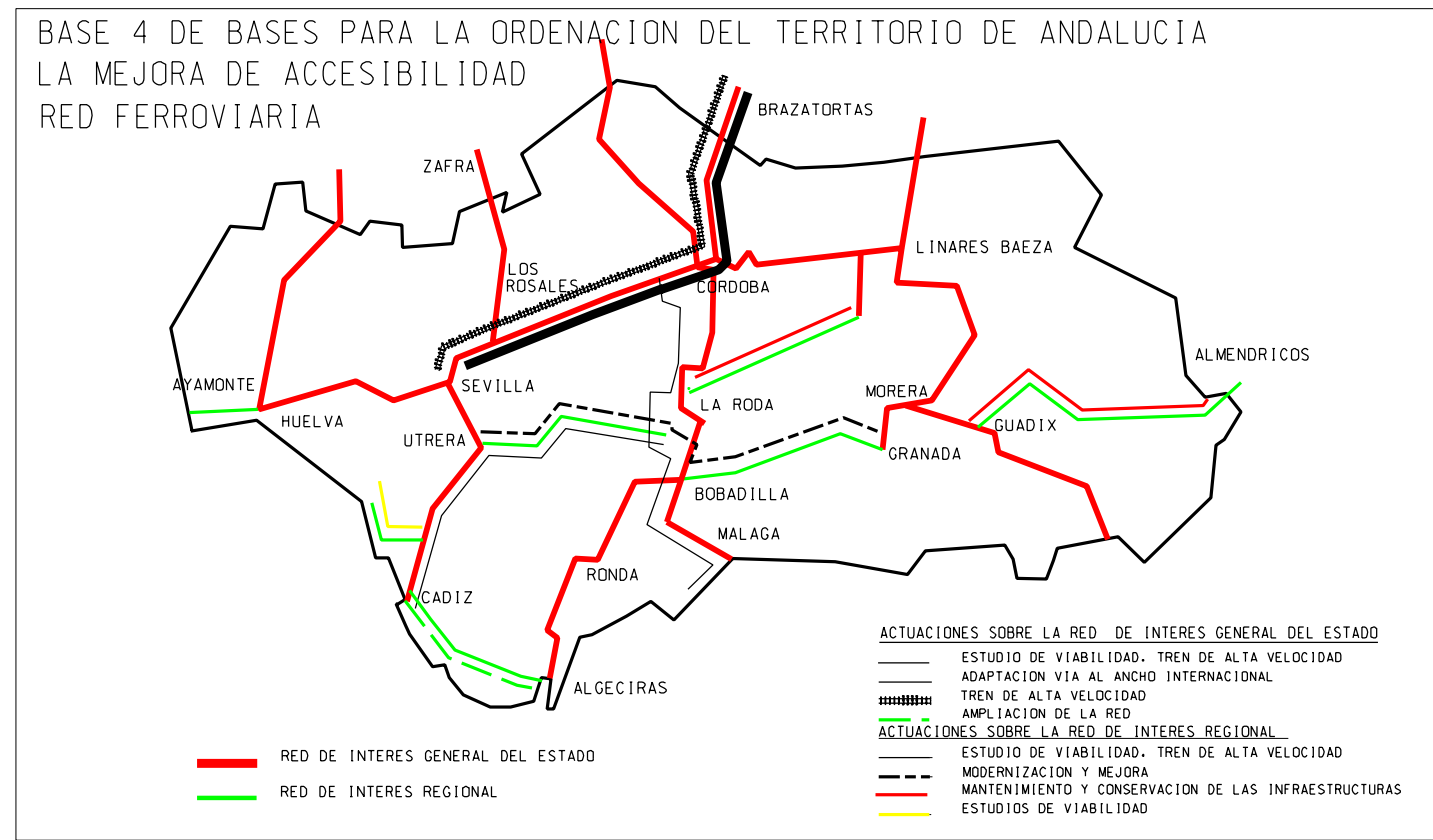 BASE 4 DE BASES PARA LA ORDENACION DEL TERRITORIO DE ANDALUCIA
LA MEJORA DE ACCESIBILIDAD
RED FERROVIARIA
BRAZATORTAS
ZAFRA
LINARES BAEZA
LOS
ROSALES
CORDOBA
ALMENDRICOS
AYAMONTE
SEVILLA
MORERA
LA RODA
HUELVA
GUADIX
UTRERA
GRANADA
BOBADILLA
MALAGA
RONDA
CADIZ
ALGECIRAS
ACTUACIONES SOBRE LA RED DE INTERES GENERAL DEL ESTADO
ESTUDIO DE VIABILIDAD. TREN DE ALTA VELOCIDAD
ADAPTACION VIA AL ANCHO INTERNACIONAL
TREN DE ALTA VELOCIDAD
AMPLIACION DE LA RED
ACTUACIONES SOBRE LA RED DE INTERES REGIONAL
ESTUDIO DE VIABILIDAD. TREN DE ALTA VELOCIDAD
MODERNIZACION Y MEJORA
MANTENIMIENTO Y CONSERVACION DE LAS INFRAESTRUCTURAS
ESTUDIOS DE VIABILIDAD
RED DE INTERES GENERAL DEL ESTADO
RED DE INTERES REGIONAL